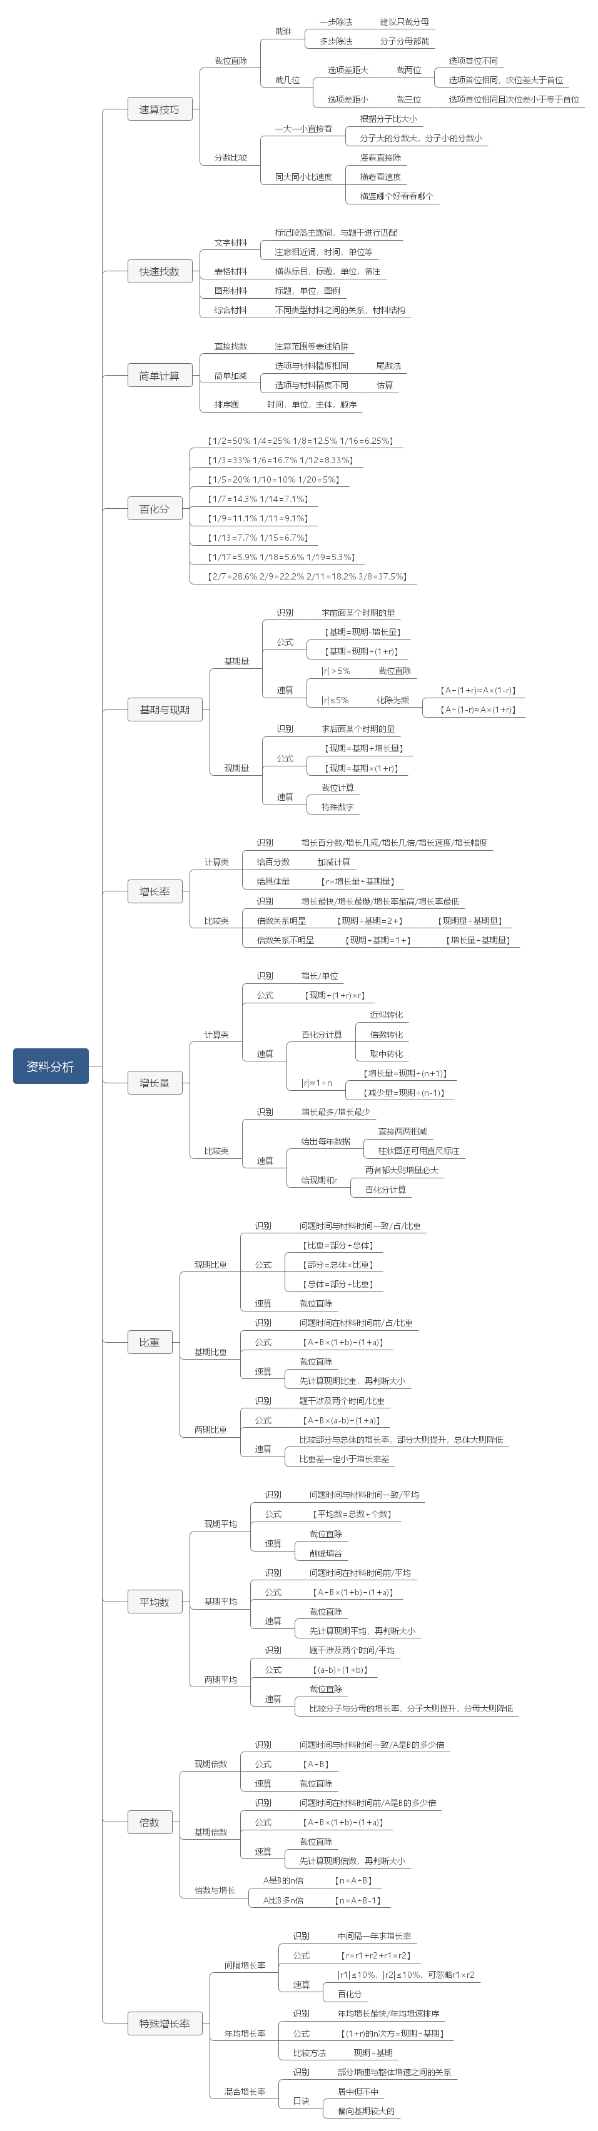 资料分析
速算技巧
截位直除
截谁
一步除法 建议只截分母
多步除法 分子分母都截
截几位
选项差距大 截两位
选项首位不同
选项首位相同，次位差大于首位
选项差距小 截三位 选项首位相同且次位差小于等于首位
分数比较
一大一小直接看
根据分子比大小
分子大的分数大，分子小的分数小
同大同小比速度
竖着直接除
横着看速度
横竖哪个好看看哪个
快速找数
文字材料
标记段落主题词，与题干进行匹配
注意相近词，时间，单位等
表格材料 横纵标目，标题，单位，备注
图形材料 标题，单位，图例
综合材料 不同类型材料之间的关系，材料结构
简单计算
直接找数 注意范围等表述陷阱
简单加减
选项与材料精度相同 尾数法
选项与材料精度不同 估算
排序题 时间，单位，主体，顺序
百化分
【1/2=50% 1/4=25% 1/8=12.5% 1/16=6.25%】
【1/3=33% 1/6=16.7% 1/12=8.33%】
【1/5=20% 1/10=10% 1/20=5%】
【1/7=14.3% 1/14=7.1%】
【1/9=11.1% 1/11=9.1%】
【1/13=7.7% 1/15=6.7%】
【1/17=5.9% 1/18=5.6% 1/19=5.3%】
【2/7=28.6% 2/9=22.2% 2/11=18.2% 3/8=37.5%】
基期与现期
基期量
识别 求前面某个时期的量
公式
【基期=现期-增长量】
【基期=现期÷(1+r)】
速算
|r|>5% 截位直除
|r|≤5% 化除为乘
【A÷(1+r)≈A×(1-r)】
【A÷(1-r)≈A×(1+r)】
现期量
识别 求后面某个时期的量
公式
【现期=基期+增长量】
【现期=基期×(1+r)】
速算
截位计算
特殊数字
增长率
计算类
识别 增长百分数/增长几成/增长几倍/增长速度/增长幅度
给百分数 加减计算
给具体量 【r=增长量÷基期量】
比较类
识别 增长最快/增长最慢/增长率最高/增长率最低
倍数关系明显 【现期÷基期=2+】 【现期量÷基期量】
倍数关系不明显 【现期÷基期=1+】 【增长量÷基期量】
增长量
计算类
识别 增长/单位
公式 【现期÷(1+r)×r】
速算
百化分计算
近似转化
倍数转化
取中转化
|r|≈1÷n
【增长量=现期÷(n+1)】
【减少量=现期÷(n-1)】
比较类
识别 增长最多/增长最少
速算
给出每年数据
直接两两相减
柱状图还可用直尺标注
给现期和r
两者都大则增量必大
百化分计算
比重
现期比重
识别 问题时间与材料时间一致/占/比重
公式
【比重=部分÷总体】
【部分=总体×比重】
【总体=部分÷比重】
速算 截位直除
基期比重
识别 问题时间在材料时间前/占/比重
公式 【A÷B×(1+b)÷(1+a)】
速算
截位直除
先计算现期比重，再判断大小
两期比重
识别 题干涉及两个时间/比重
公式 【A÷B×(a-b)÷(1+a)】
速算
比较部分与总体的增长率，部分大则提升，总体大则降低
比重差一定小于增长率差
平均数
现期平均
识别 问题时间与材料时间一致/平均
公式 【平均数=总数÷个数】
速算
截位直除
削峰填谷
基期平均
识别 问题时间在材料时间前/平均
公式 【A÷B×(1+b)÷(1+a)】
速算
截位直除
先计算现期平均，再判断大小
两期平均
识别 题干涉及两个时间/平均
公式 【(a-b)÷(1+b)】
速算
截位直除
比较分子与分母的增长率，分子大则提升，分母大则降低
倍数
现期倍数
识别 问题时间与材料时间一致/A是B的多少倍
公式 【A÷B】
速算 截位直除
基期倍数
识别 问题时间在材料时间前/A是B的多少倍
公式 【A÷B×(1+b)÷(1+a)】
速算
截位直除
先计算现期倍数，再判断大小
倍数与增长
A是B的n倍 【n=A÷B】
A比B多n倍 【n=A÷B-1】
特殊增长率
间隔增长率
识别 中间隔一年求增长率
公式 【r=r1+r2+r1×r2】
速算
|r1|≤10%，|r2|≤10%，可忽略r1×r2
百化分
年均增长率
识别 年均增长最快/年均增速排序
公式 【(1+r)的n次方=现期÷基期】
比较方法 现期÷基期
混合增长率
识别 部分增速与整体增速之间的关系
口诀
居中但不中
偏向基期较大的